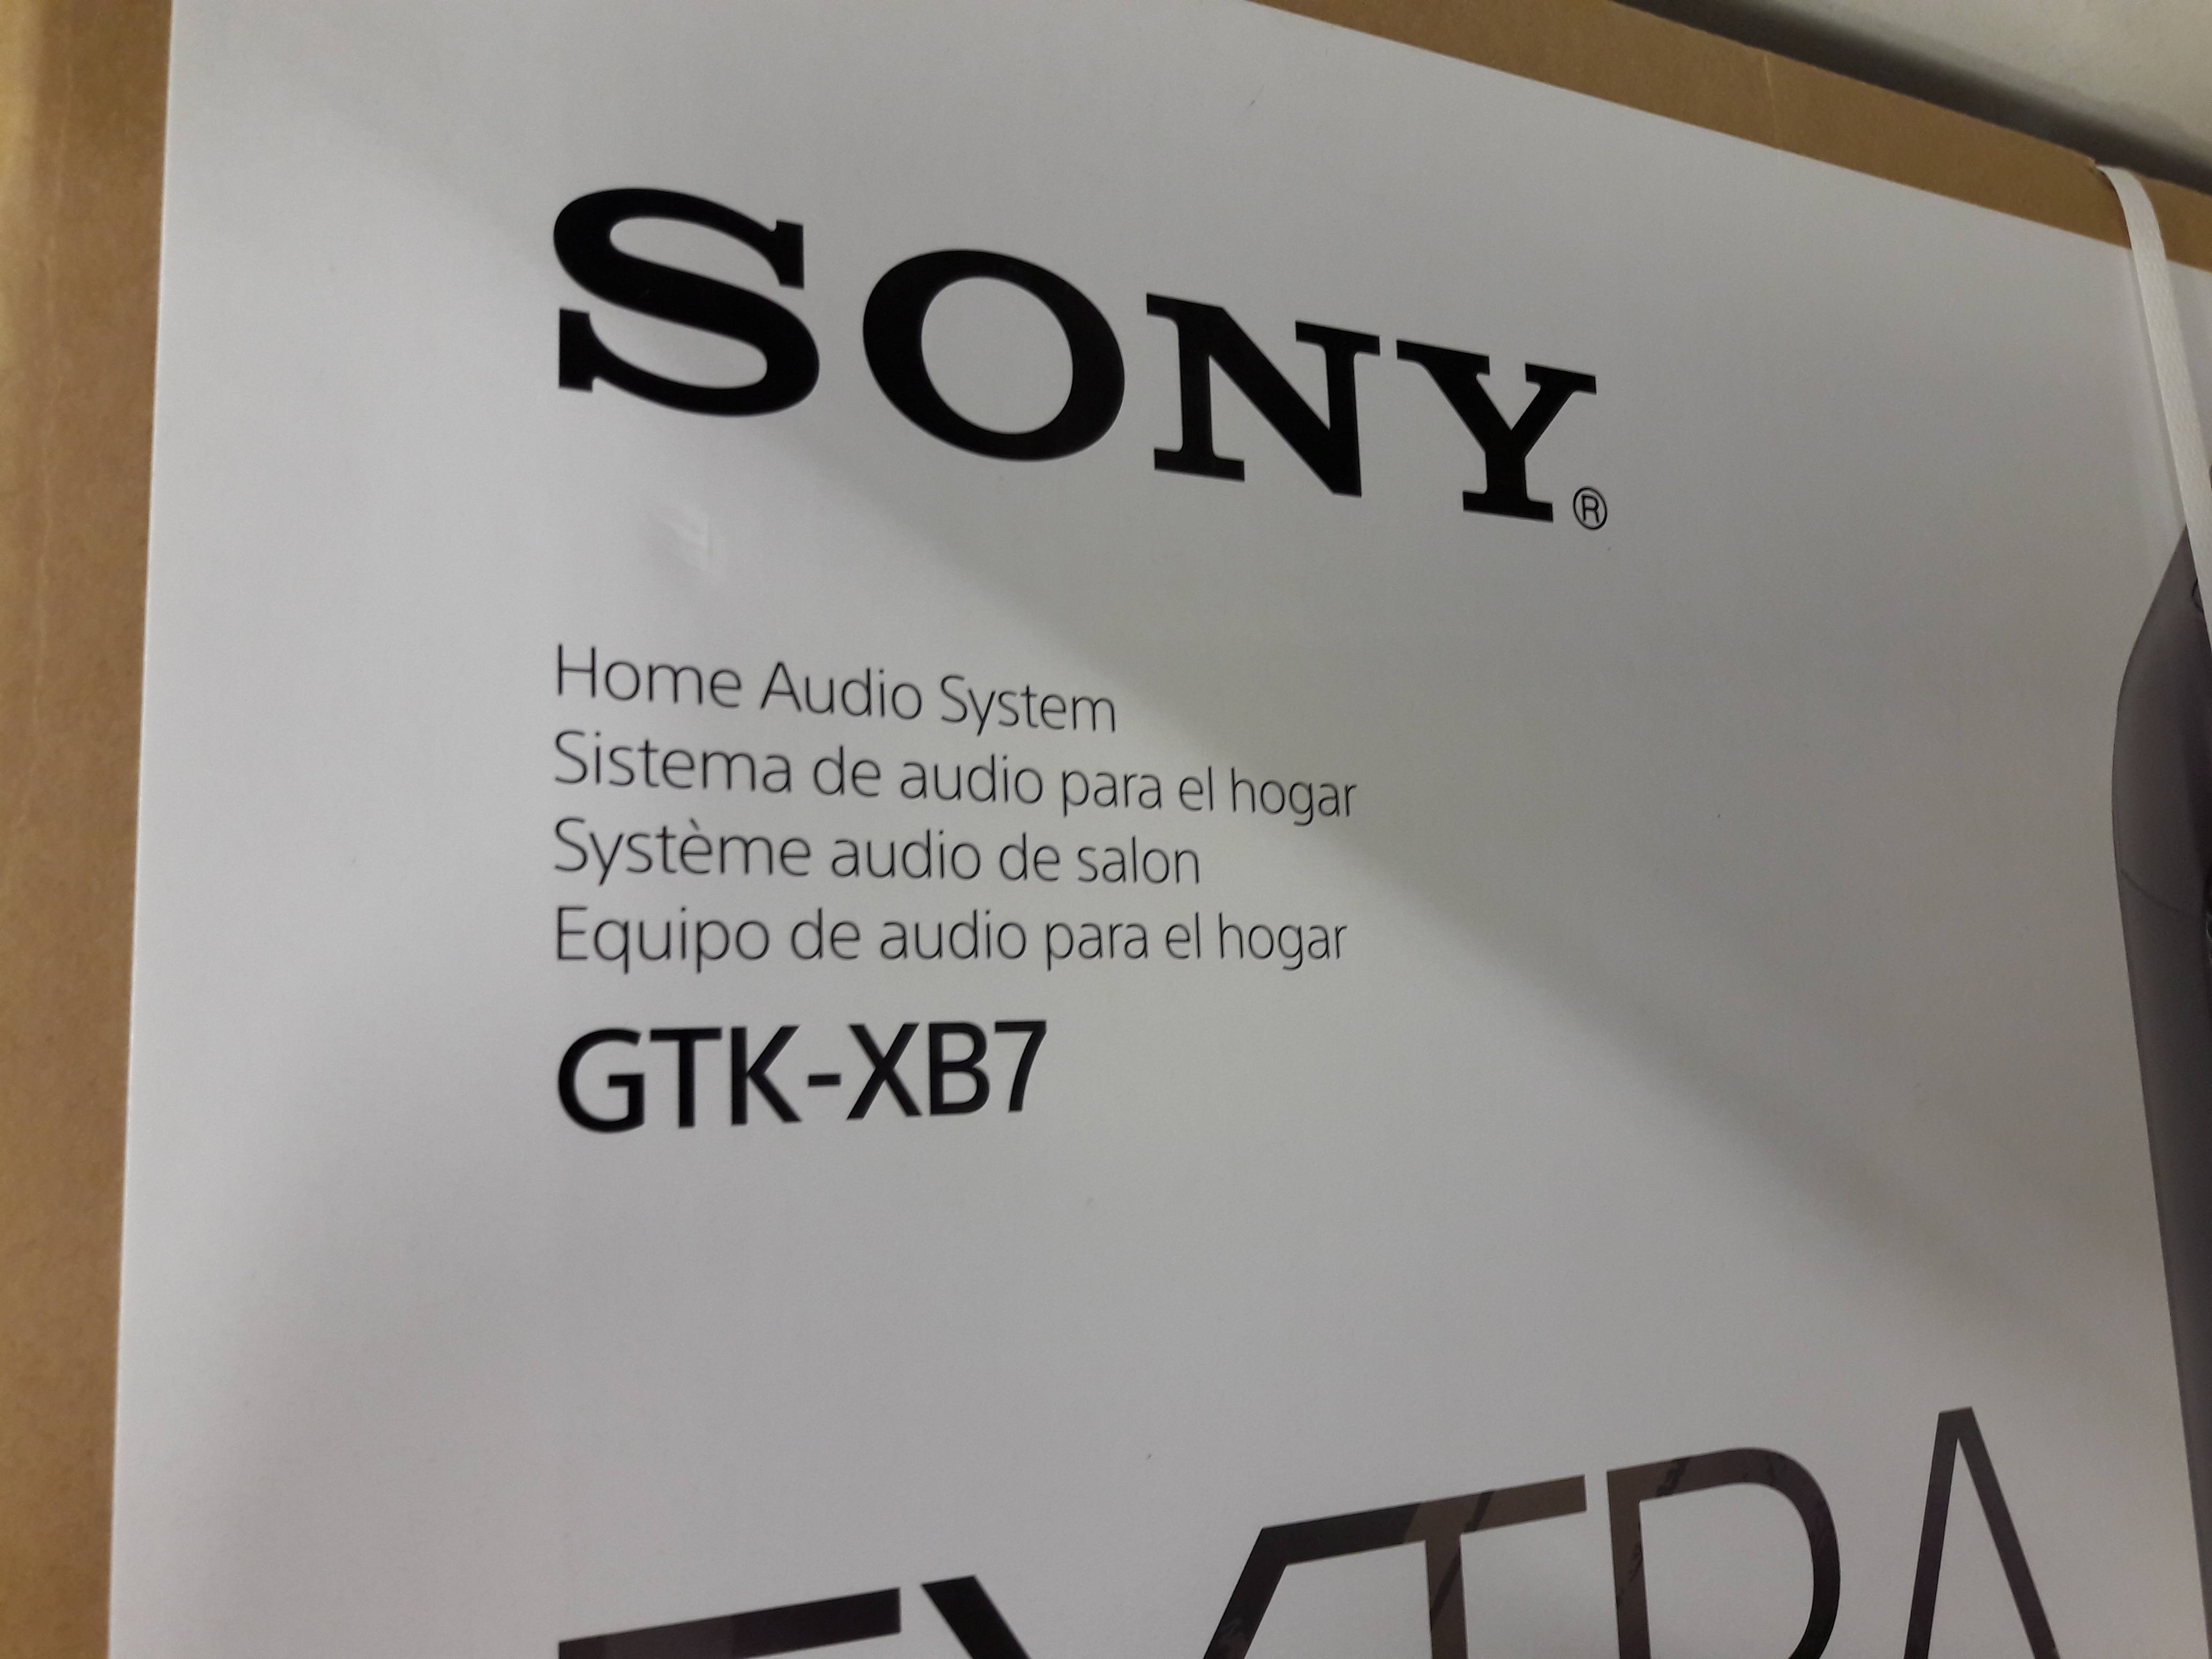 SONY®
Home Audio System
Sistema de audio para el hogar
Système audio de salon
Equipo de audio para el hogar
GTK-XB7
EXTRA